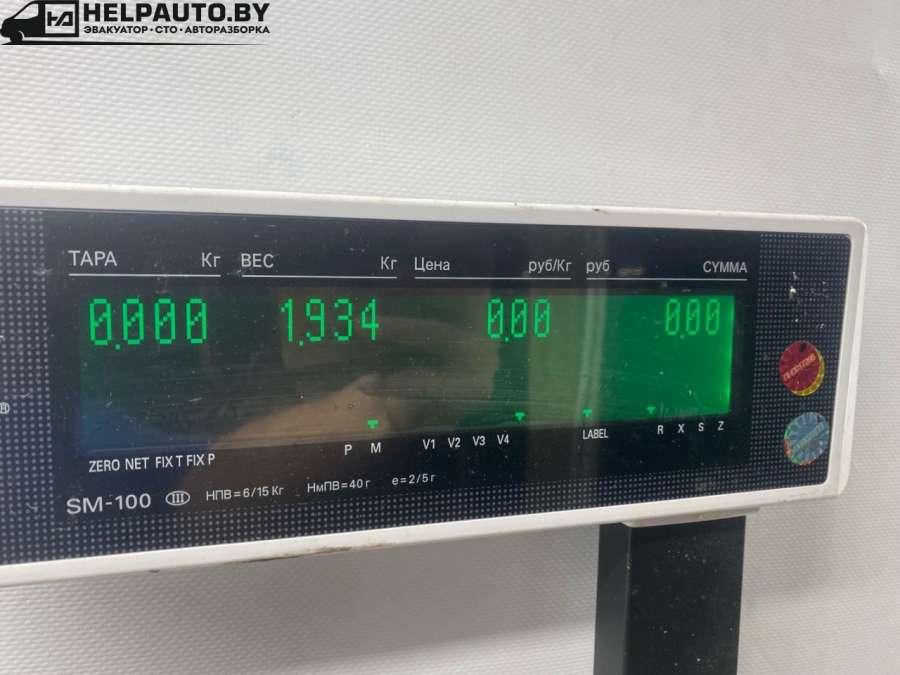 HELPAUTO.BY
ЭВАКУАТОР • СТО • АВТОРАЗБОРКА
ТАРА Кг ВЕС Кг Цена руб/Кг руб СУММА
0.000 1.934 0.00 0.00
P M V1 V2 V3 V4 LABEL R X S Z
ZERO NET FIX T FIX P
SM-100 III НПВ=6/15 Кг НмПВ=40 г e=2/5 г